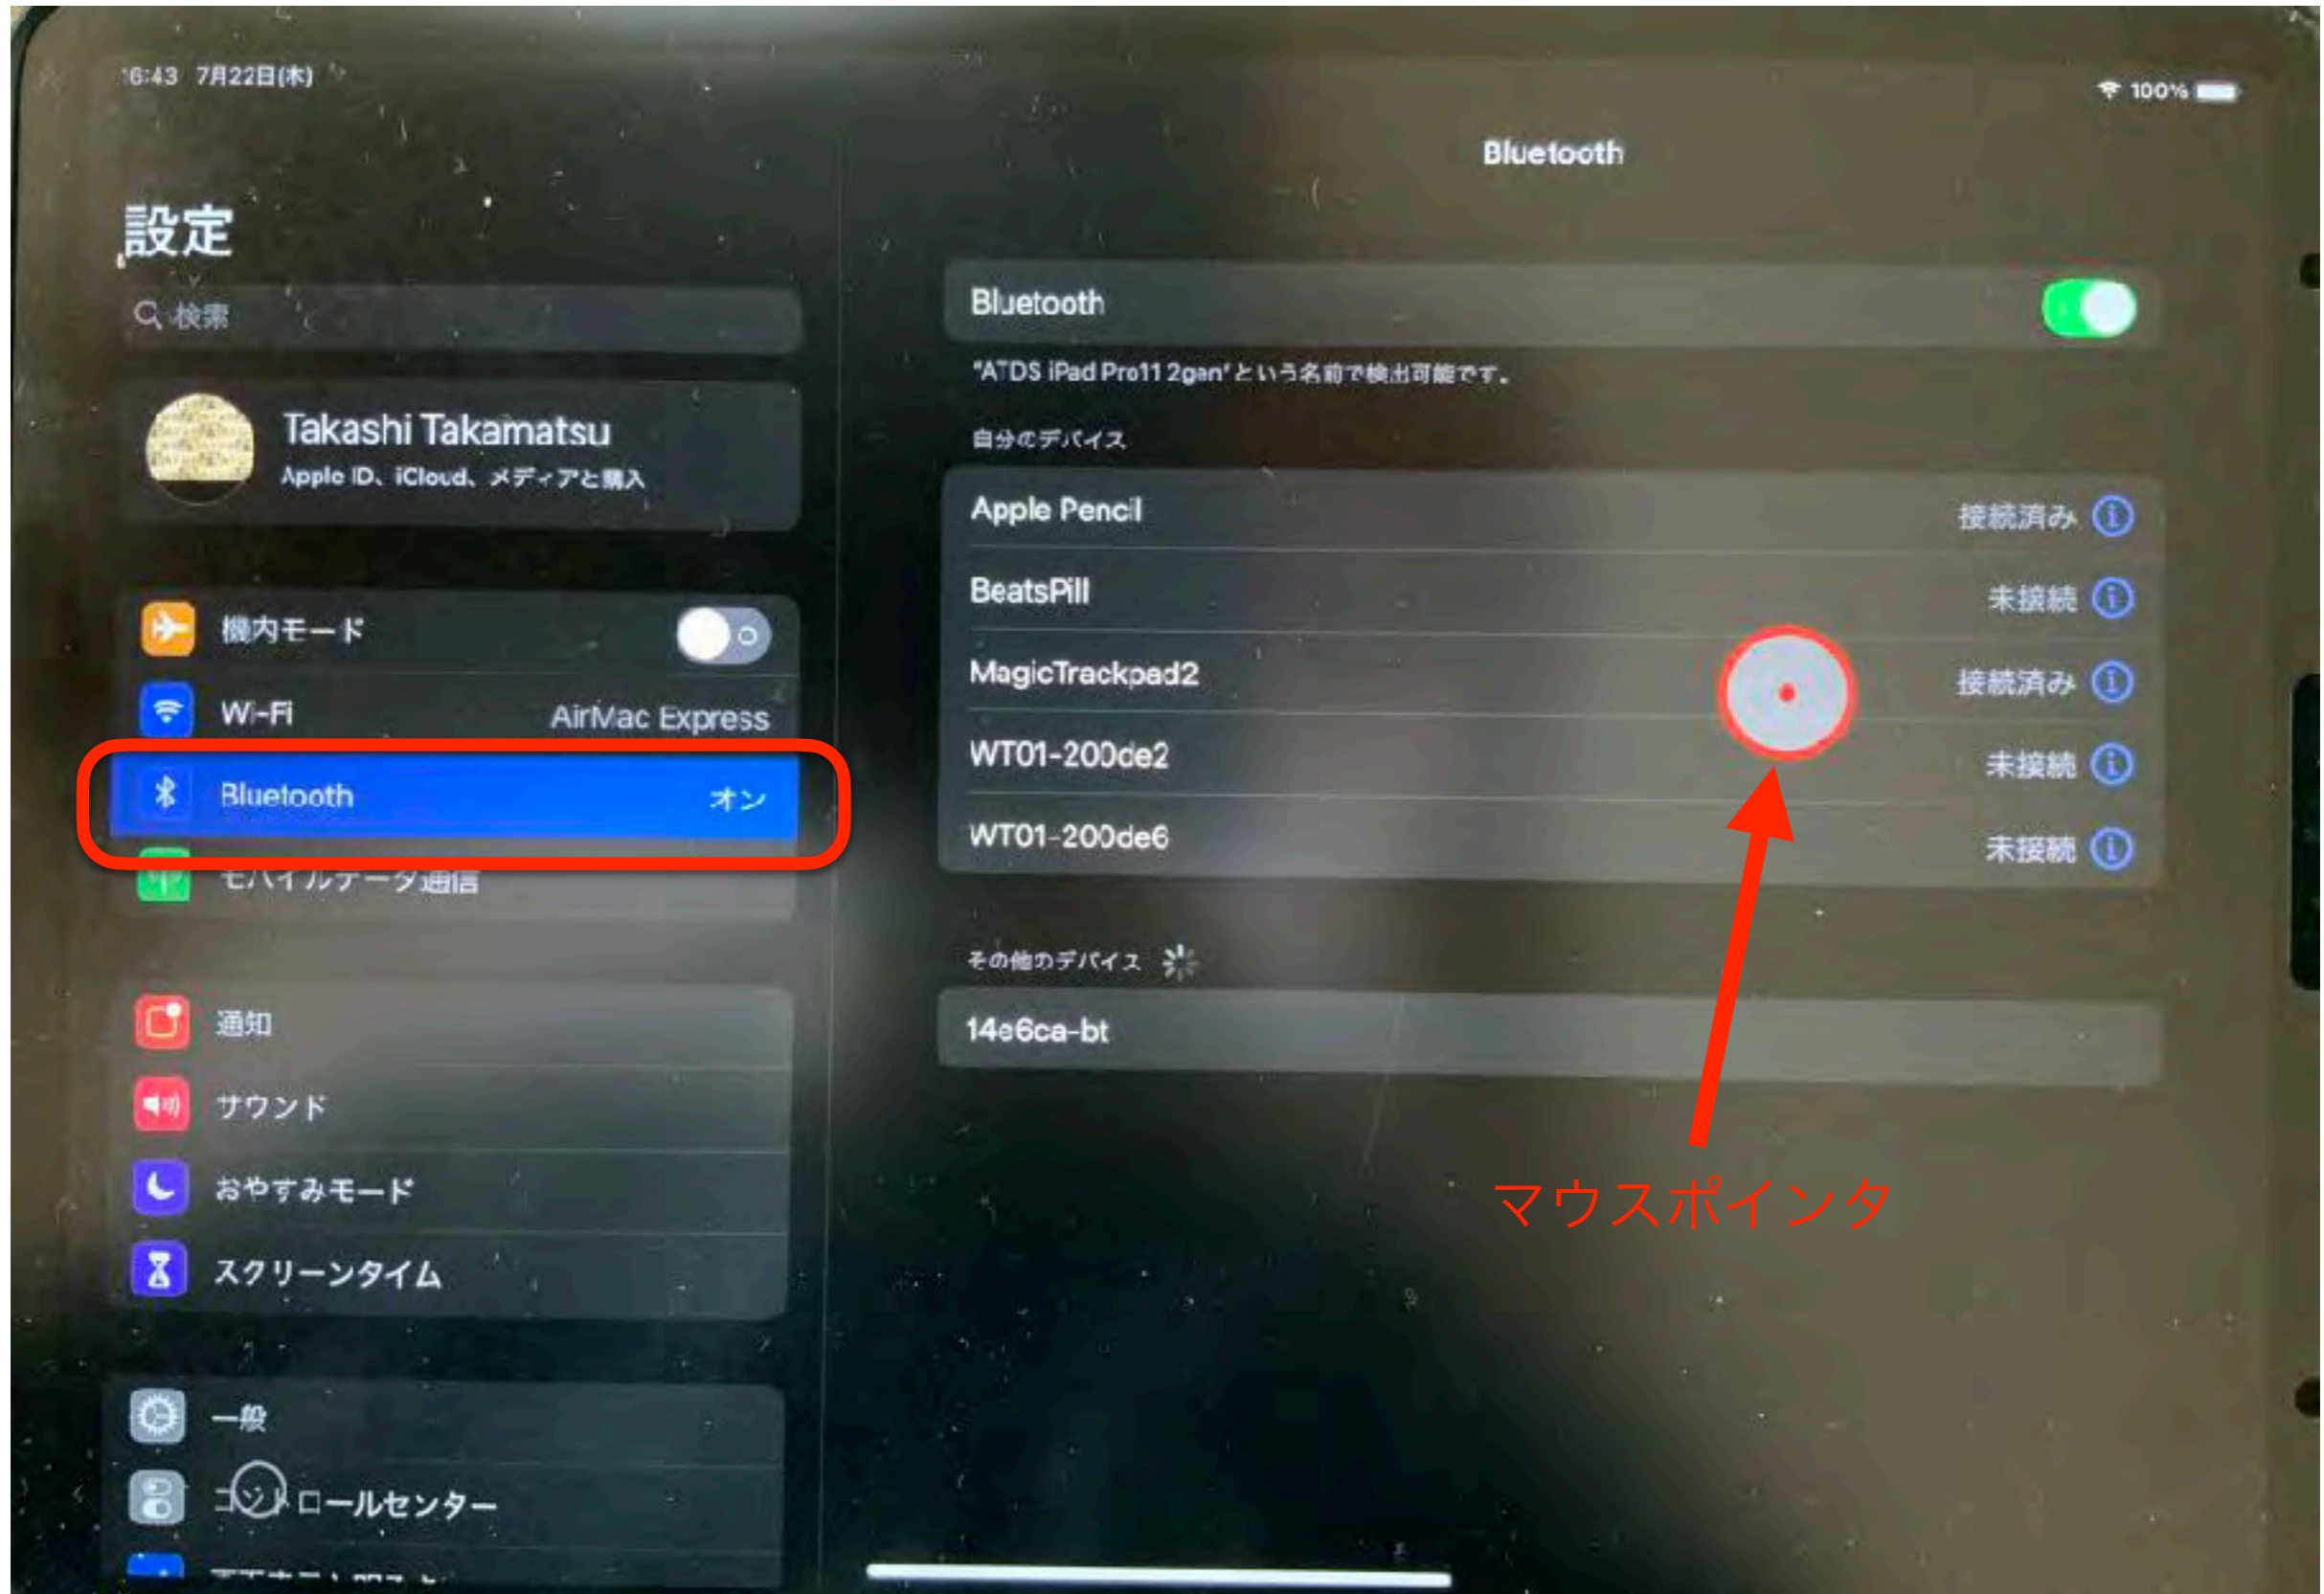 16:43 7月22日(木)
100%
設定
検索
Takashi Takamatsu
Apple ID、iCloud、メディアと購入
機内モード
Wi-Fi AirMac Express
Bluetooth オン
モバイルデータ通信
通知
サウンド
おやすみモード
スクリーンタイム
一般
コントロールセンター
Bluetooth
Bluetooth
"ATDS iPad Pro11 2gen"という名前で検出可能です。
自分のデバイス
Apple Pencil 接続済み
BeatsPill 未接続
MagicTrackpad2 接続済み
WT01-200de2 未接続
WT01-200de6 未接続
その他のデバイス
14e6ca-bt
マウスポインタ